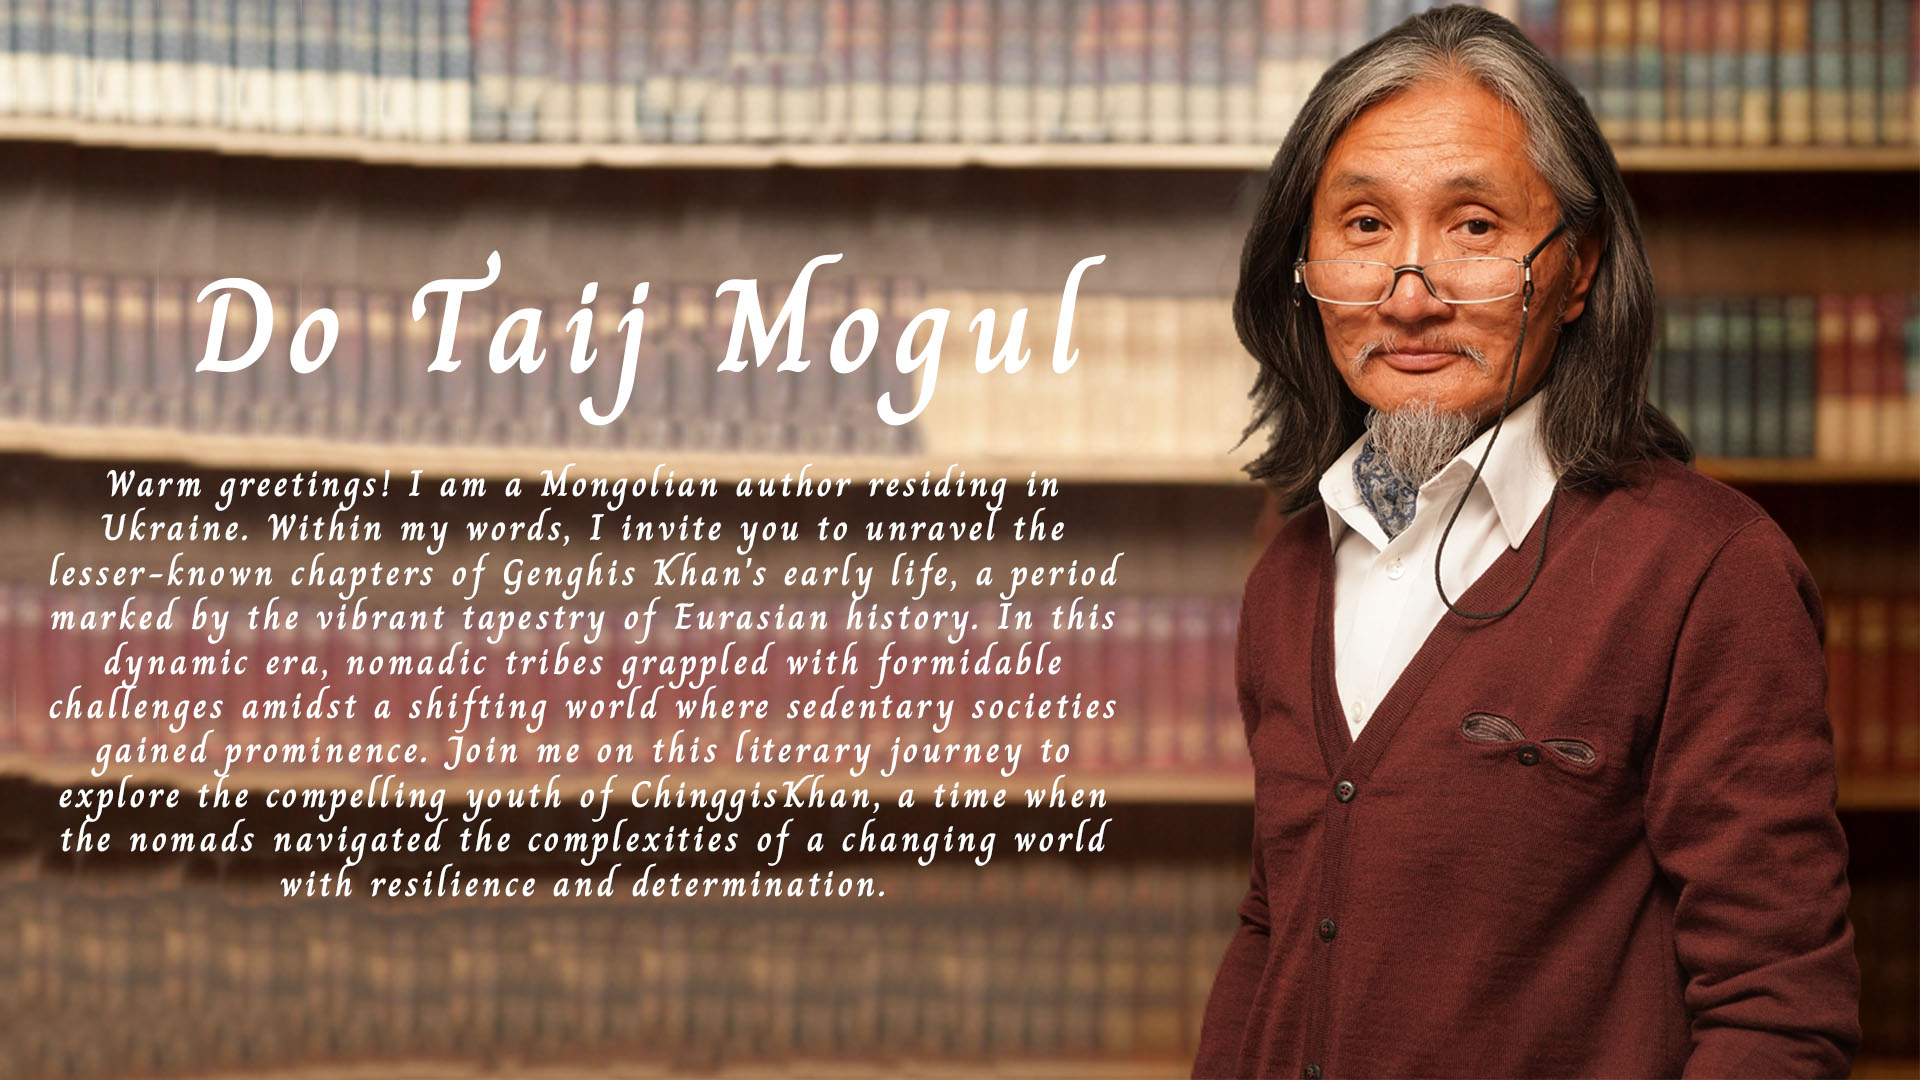 Do Taij Mogul
Warm greetings! I am a Mongolian author residing in
Ukraine. Within my words, I invite you to unravel the
lesser-known chapters of Genghis Khan's early life, a period
marked by the vibrant tapestry of Eurasian history. In this
dynamic era, nomadic tribes grappled with formidable
challenges amidst a shifting world where sedentary societies
gained prominence. Join me on this literary journey to
explore the compelling youth of ChinggisKhan, a time when
the nomads navigated the complexities of a changing world
with resilience and determination.